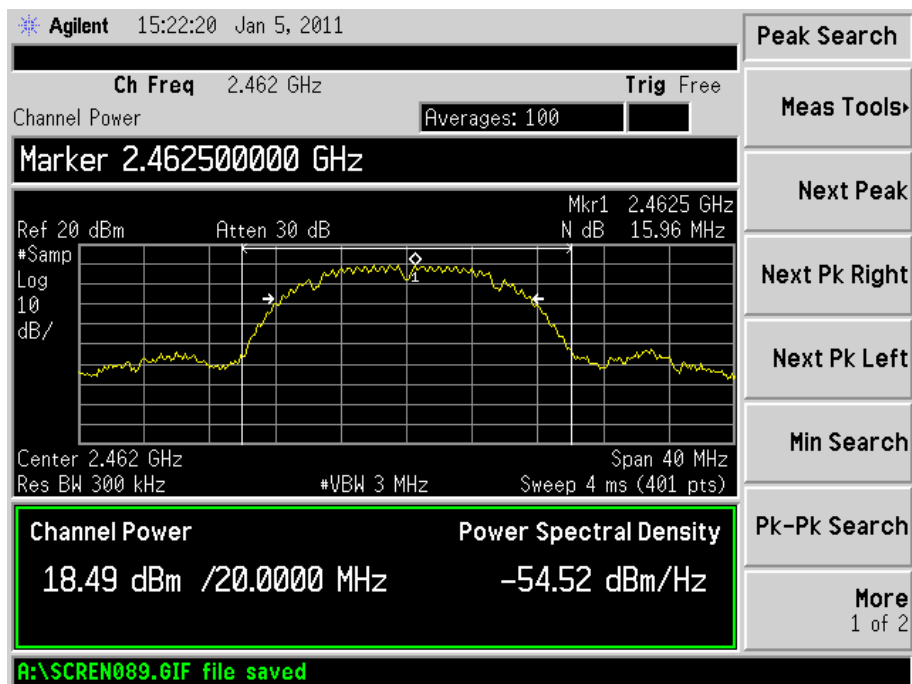 Agilent 15:22:20 Jan 5, 2011
Peak Search
Ch Freq 2.462 GHz Trig Free
Channel Power Averages: 100
Meas Tools▸
Marker 2.462500000 GHz
Next Peak
Mkr1 2.4625 GHz
Ref 20 dBm Atten 30 dB N dB 15.96 MHz
#Samp
Log
10
dB/
1
Next Pk Right
Next Pk Left
Min Search
Center 2.462 GHz Span 40 MHz
Res BW 300 kHz #VBW 3 MHz Sweep 4 ms (401 pts)
Pk-Pk Search
Channel Power Power Spectral Density
18.49 dBm /20.0000 MHz -54.52 dBm/Hz
More
1 of 2
A:\SCREN089.GIF file saved